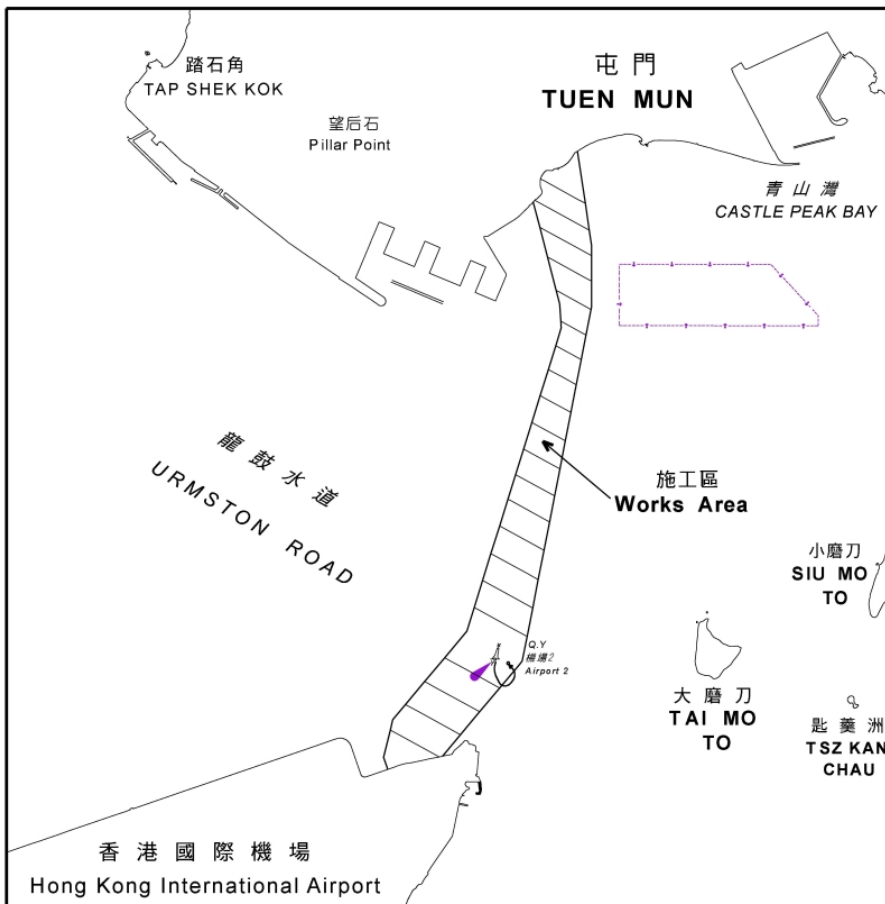 踏石角
TAP SHEK KOK
望后石
Pillar Point
屯門
TUEN MUN
青山灣
CASTLE PEAK BAY
龍鼓水道
URMSTON ROAD
施工區
Works Area
小磨刀
SIU MO
TO
Q.Y
機場2
Airport 2
大磨刀
TAI MO
TO
匙羹洲
TSZ KAN
CHAU
香港國際機場
Hong Kong International Airport